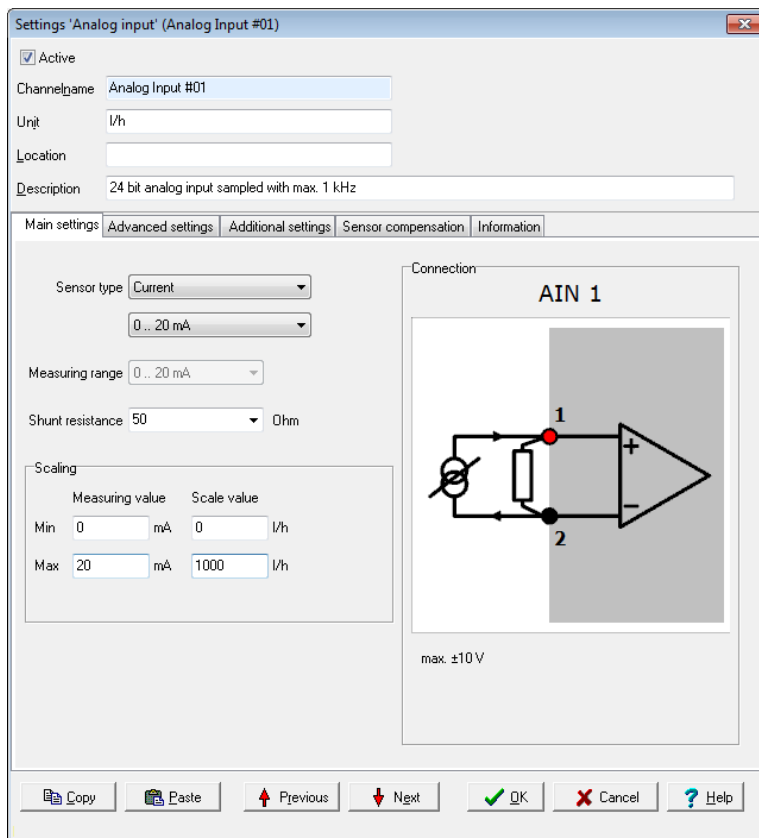 Settings 'Analog input' (Analog Input #01)
Active
Channelname Analog Input #01
Unit l/h
Location
Description 24 bit analog input sampled with max. 1 kHz
Main settings Advanced settings Additional settings Sensor compensation Information
Sensor type Current
0 .. 20 mA
Measuring range 0 .. 20 mA
Shunt resistance 50 Ohm
Scaling
Measuring value Scale value
Min 0 mA 0 l/h
Max 20 mA 1000 l/h
Connection
AIN 1
1
+
−
2
max. ±10 V
Copy Paste Previous Next OK Cancel ? Help